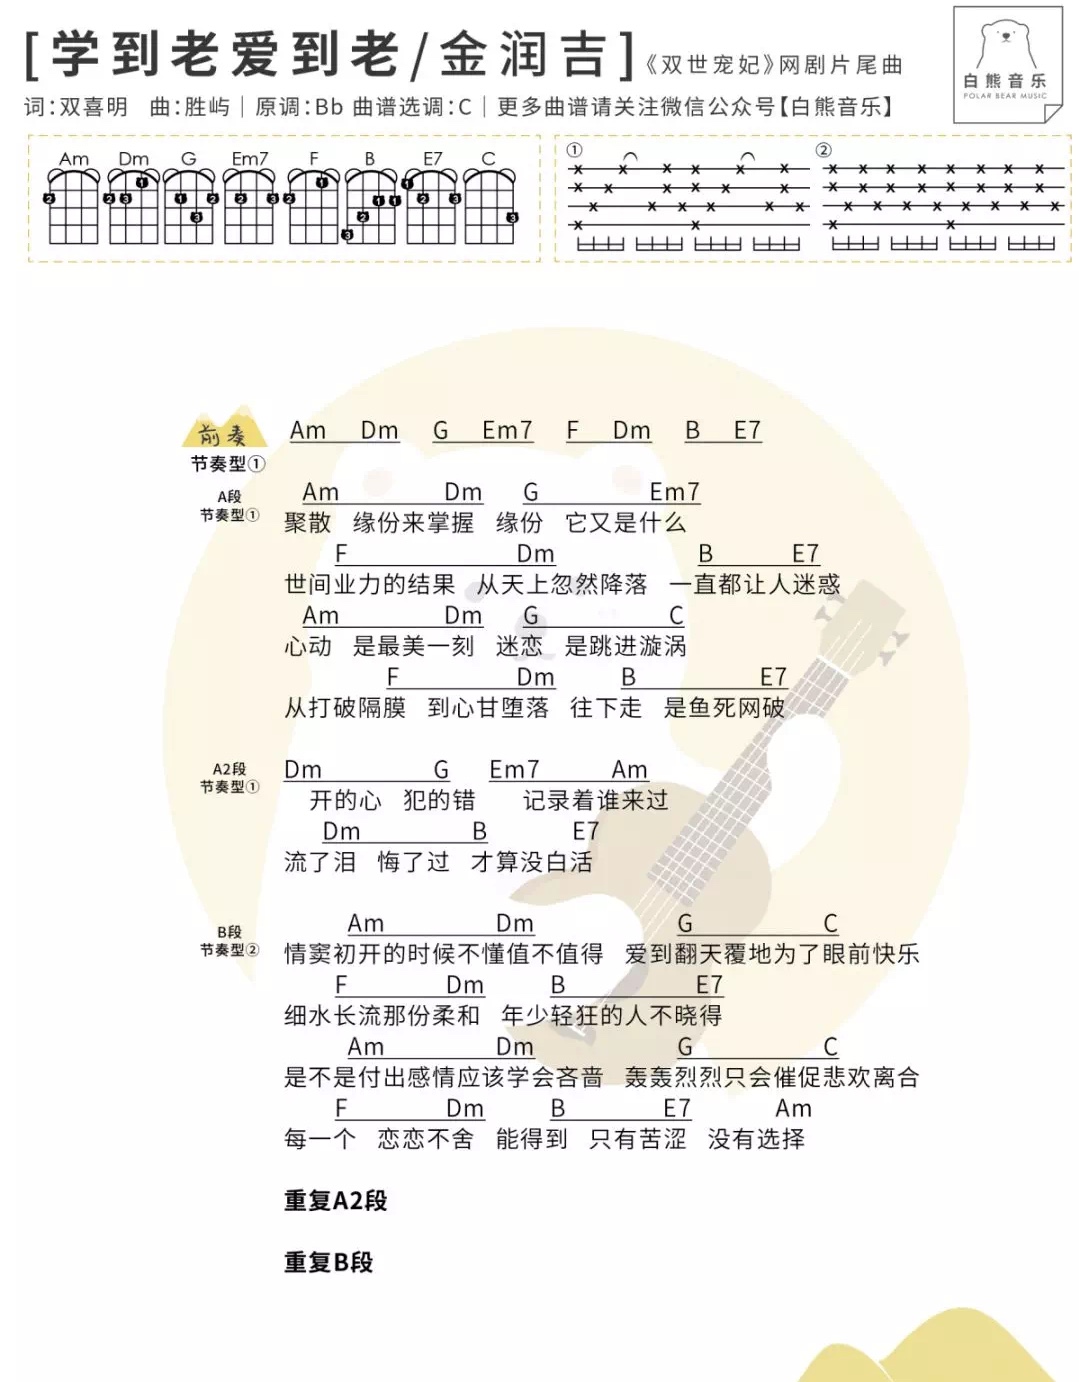 [学到老爱到老/金润吉]《双世宠妃》网剧片尾曲
白熊音乐
POLAR BEAR MUSIC
词:双喜明 曲:胜屿|原调:Bb 曲谱选调:C|更多曲谱请关注微信公众号【白熊音乐】
Am Dm G Em7 F B E7 C
① ②
前奏 Am Dm G Em7 F Dm B E7
节奏型①
A段
节奏型①
Am Dm G Em7
聚散 缘份来掌握 缘份 它又是什么
F Dm B E7
世间业力的结果 从天上忽然降落 一直都让人迷惑
Am Dm G C
心动 是最美一刻 迷恋 是跳进漩涡
F Dm B E7
从打破隔膜 到心甘堕落 往下走 是鱼死网破
A2段
节奏型①
Dm G Em7 Am
开的心 犯的错 记录着谁来过
Dm B E7
流了泪 悔了过 才算没白活
B段
节奏型②
Am Dm G C
情窦初开的时候不懂值不值得 爱到翻天覆地为了眼前快乐
F Dm B E7
细水长流那份柔和 年少轻狂的人不晓得
Am Dm G C
是不是付出感情应该学会吝啬 轰轰烈烈只会催促悲欢离合
F Dm B E7 Am
每一个 恋恋不舍 能得到 只有苦涩 没有选择
重复A2段
重复B段